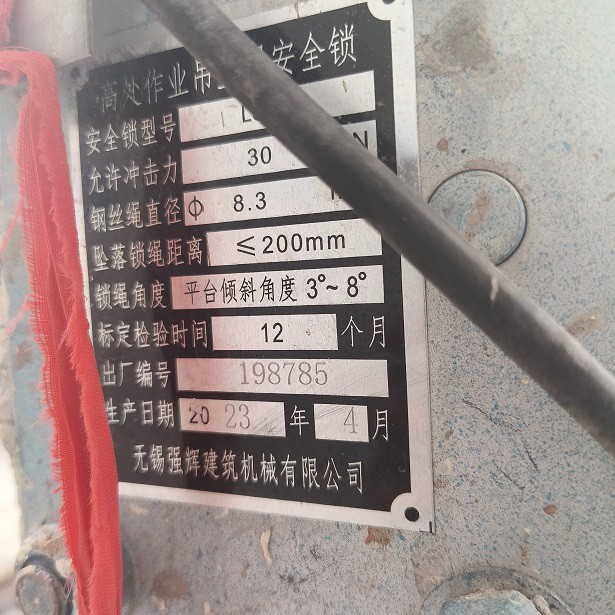 高处作业吊 安全锁
安全锁型号 L
允许冲击力 30 N
钢丝绳直径 ф 8.3
坠落锁绳距离 ≤200mm
锁绳角度 平台倾斜角度 3°~8°
标定检验时间 12 个月
出厂编号 198785
生产日期 2023 年 4 月
无锡强辉建筑机械有限公司